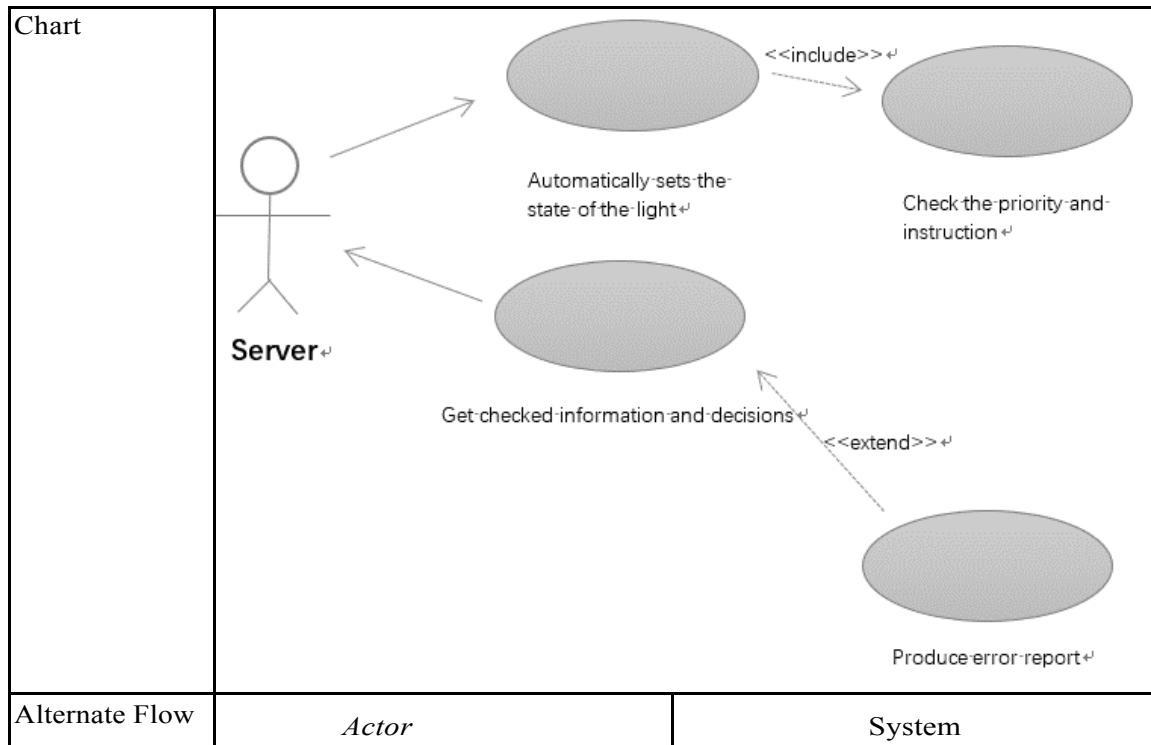 Chart
<<include>>
Automatically sets the
state of the light
Check the priority and
instruction
Server
Get checked information and decisions
<<extend>>
Produce error report
Alternate Flow
Actor
System